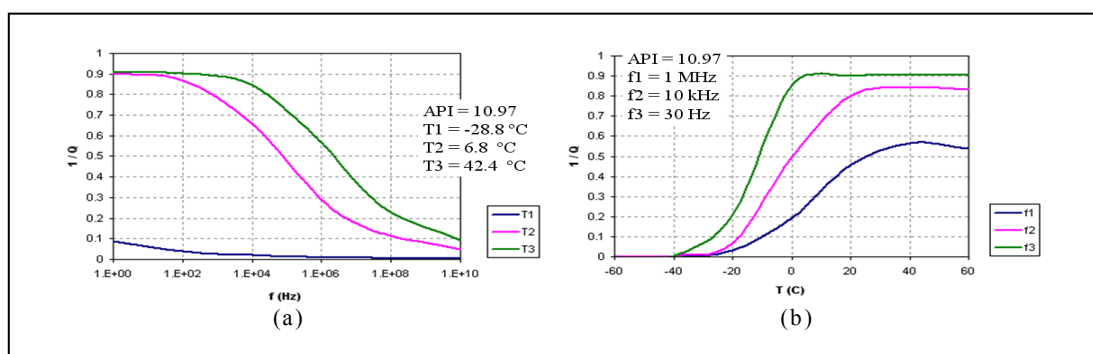 1
0.9
0.8
0.7
0.6
0.5
0.4
0.3
0.2
0.1
0
1 / Q
API = 10.97
T1 = -28.8 °C
T2 = 6.8 °C
T3 = 42.4 °C
T1
T2
T3
1.E+00 1.E+02 1.E+04 1.E+06 1.E+08 1.E+10
f (Hz)
(a)
1
0.9
0.8
0.7
0.6
0.5
0.4
0.3
0.2
0.1
0
1 / Q
API = 10.97
f1 = 1 MHz
f2 = 10 kHz
f3 = 30 Hz
f1
f2
f3
-60 -40 -20 0 20 40 60
T (C)
(b)